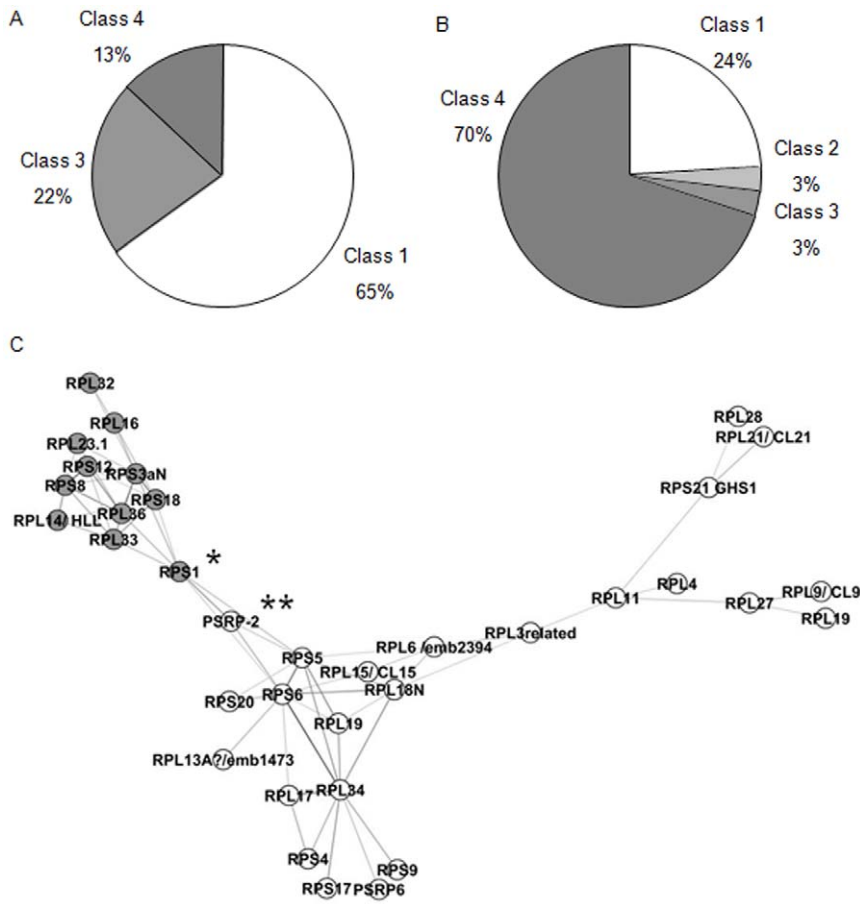 A
Class 4
13%
Class 3
22%
Class 1
65%
B
Class 1
24%
Class 4
70%
Class 2
3%
Class 3
3%
C
RPL32
RPL16
RPL23.1
RPS12
RPS3aN
RPS8
RPS18
RPL14/ HLL
RPL36
RPL33
RPS1
*
**
PSRP-2
RPS5
RPL6 /emb2394
RPL3related
RPL15/ CL15
RPS6
RPL18N
RPS20
RPL19
RPL13A?/emb1473
RPL17
RPL34
RPS4
RPS9
RPS17
PSRP6
RPL28
RPL21/ CL21
RPS21 GHS1
RPL11
RPL4
RPL27
RPL9/ CL9
RPL19